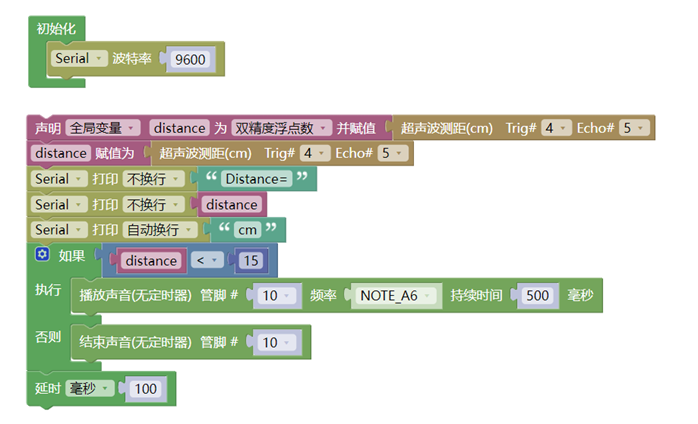 初始化
Serial 波特率 9600
声明 全局变量 distance 为 双精度浮点数 并赋值 超声波测距(cm) Trig# 4 Echo# 5
distance 赋值为 超声波测距(cm) Trig# 4 Echo# 5
Serial 打印 不换行 “ Distance= ”
Serial 打印 不换行 distance
Serial 打印 自动换行 “ cm ”
如果 distance < 15
执行 播放声音(无定时器) 管脚 # 10 频率 NOTE_A6 持续时间 500 毫秒
否则 结束声音(无定时器) 管脚 # 10
延时 毫秒 100